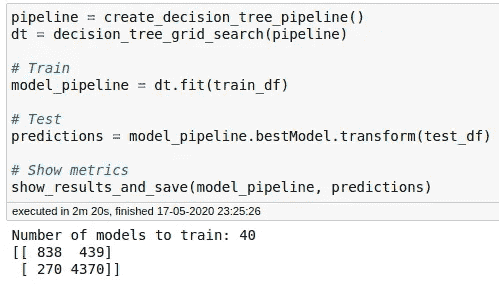 pipeline = create_decision_tree_pipeline()
dt = decision_tree_grid_search(pipeline)
# Train
model_pipeline = dt.fit(train_df)
# Test
predictions = model_pipeline.bestModel.transform(test_df)
# Show metrics
show_results_and_save(model_pipeline, predictions)
executed in 2m 20s, finished 17-05-2020 23:25:26
Number of models to train: 40
[[ 838  439]
 [ 270 4370]]